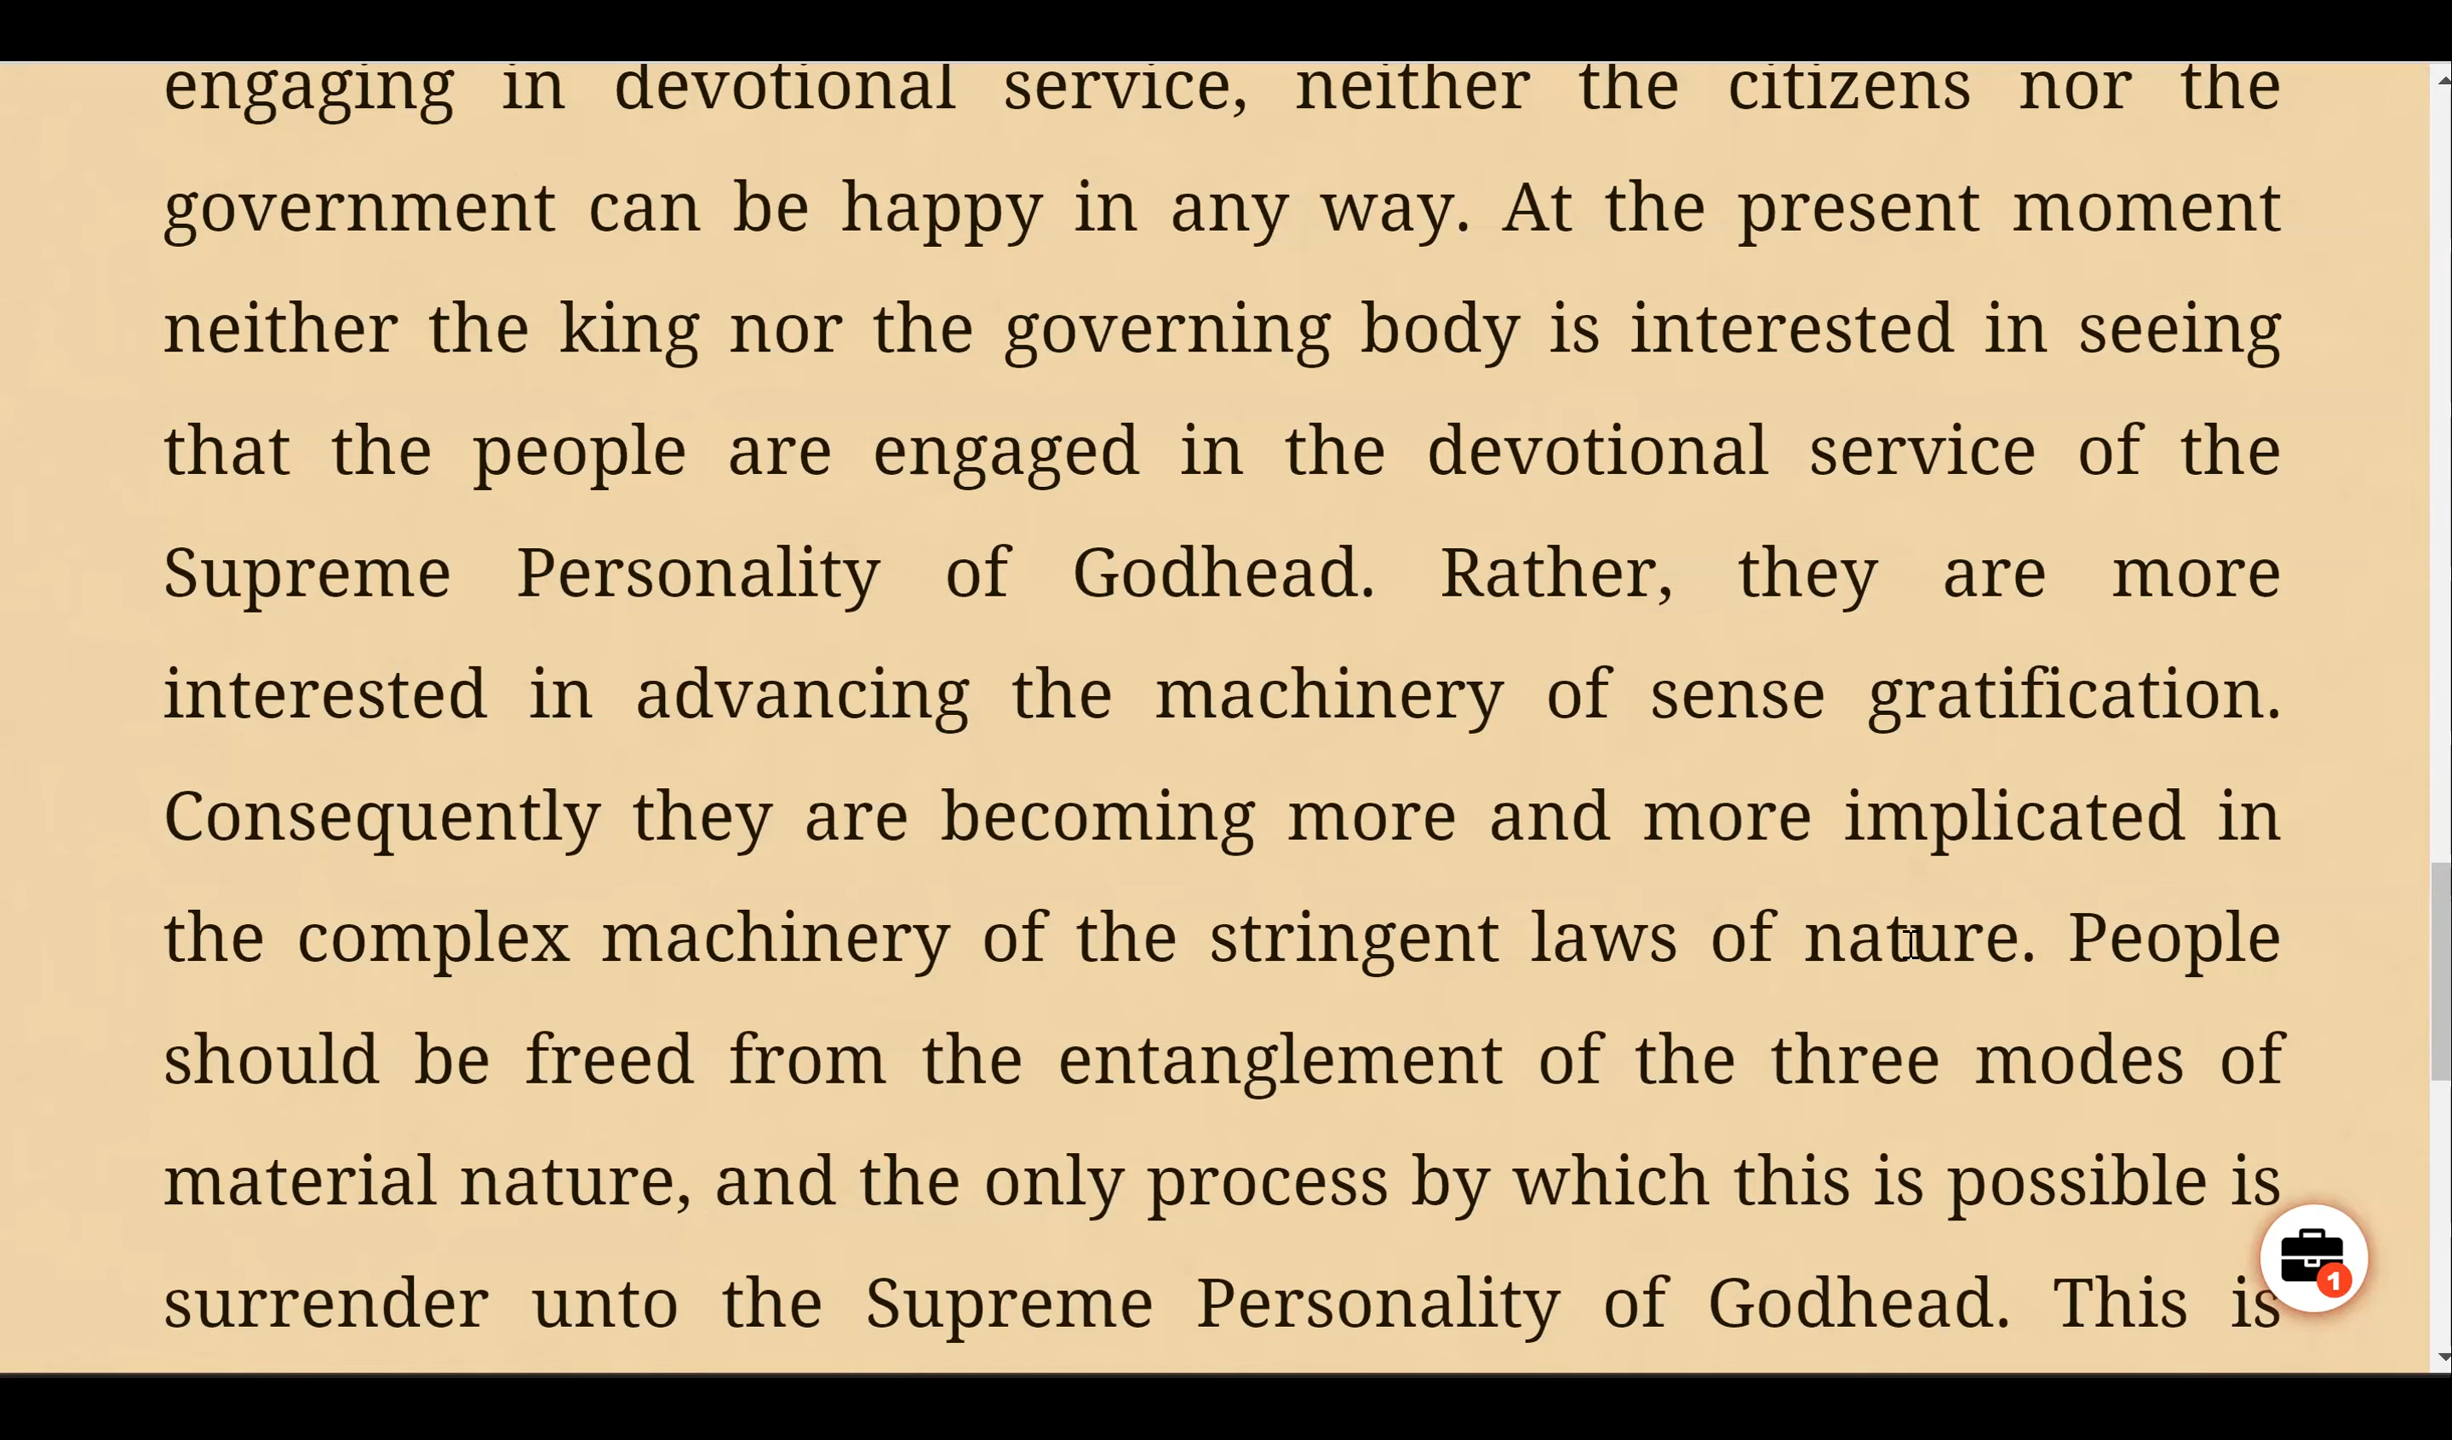 engaging in devotional service, neither the citizens nor the
government can be happy in any way. At the present moment
neither the king nor the governing body is interested in seeing
that the people are engaged in the devotional service of the
Supreme Personality of Godhead. Rather, they are more
interested in advancing the machinery of sense gratification.
Consequently they are becoming more and more implicated in
the complex machinery of the stringent laws of nature. People
should be freed from the entanglement of the three modes of
material nature, and the only process by which this is possible is
surrender unto the Supreme Personality of Godhead. This is
1